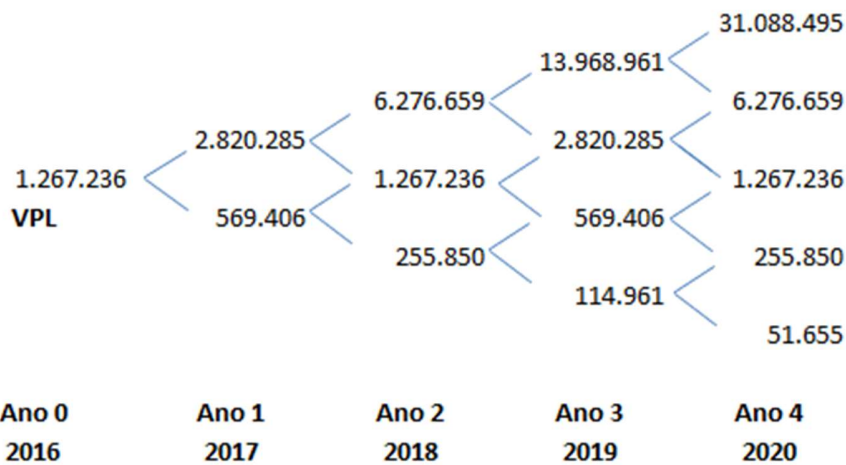 31.088.495
13.968.961
6.276.659 6.276.659
2.820.285 2.820.285
1.267.236 1.267.236 1.267.236
VPL 569.406 569.406
255.850 255.850
114.961
51.655
Ano 0 Ano 1 Ano 2 Ano 3 Ano 4
2016 2017 2018 2019 2020